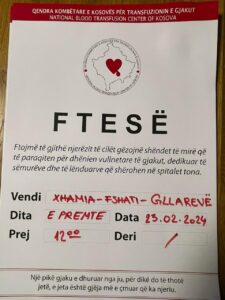 QENDRA KOMBËTARE E KOSOVËS PËR TRANSFUZIONIN E GJAKUT
NATIONAL BLOOD TRANSFUSION CENTER OF KOSOVA
FTESË
Ftojmë të gjithë njerëzit të cilët gëzojnë shëndet të mirë që
të paraqiten për dhënien vullnetare të gjakut, dedikuar të
sëmurëve dhe të lënduarve që shërohen në spitalet tona.
Vendi XHAMIA-FSHATI-GILLAREVË
Dita E PREMTE Data 23.02.2024
Prej 12⁰⁰ Deri /
Një pikë gjaku e dhuruar nga ju, për dikë do të thotë
jetë, e jeta është gjëja më e çmuar që ka njeriu.